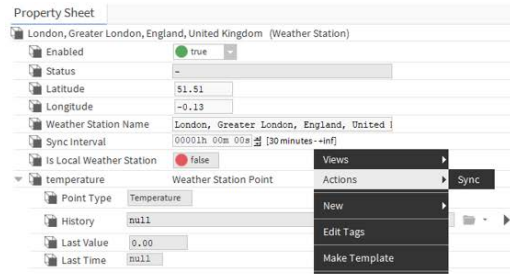 Property Sheet
London, Greater London, England, United Kingdom (Weather Station)
Enabled true
Status -
Latitude 51.51
Longitude -0.13
Weather Station Name London, Greater London, England, United
Sync Interval 00001h 00m 00s [30 minutes - +inf]
Is Local Weather Station false
Views
temperature Weather Station Point
Actions Sync
Point Type Temperature
New
History null
Edit Tags
Last Value 0.00
Make Template
Last Time null